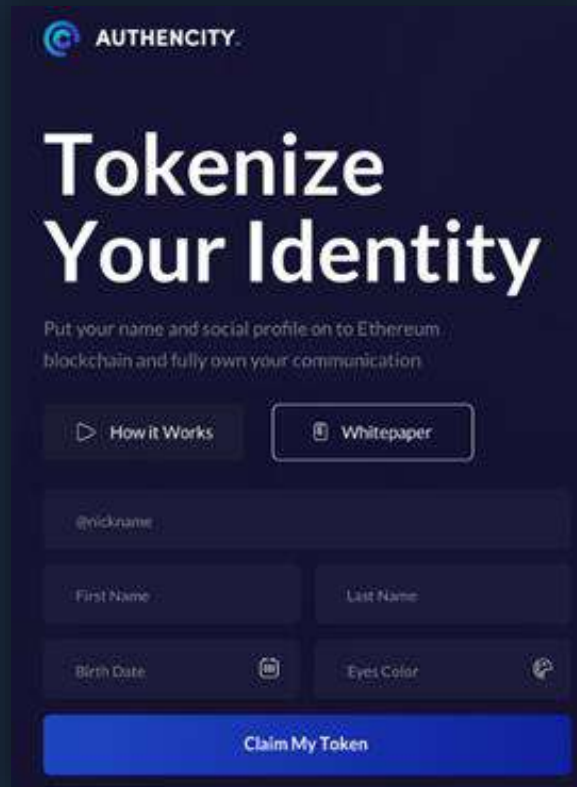 AUTHENCITY.
Tokenize
Your Identity
Put your name and social profile on to Ethereum
blockchain and fully own your communication
How it Works
Whitepaper
@nickname
First Name
Last Name
Birth Date
Eyes Color
Claim My Token